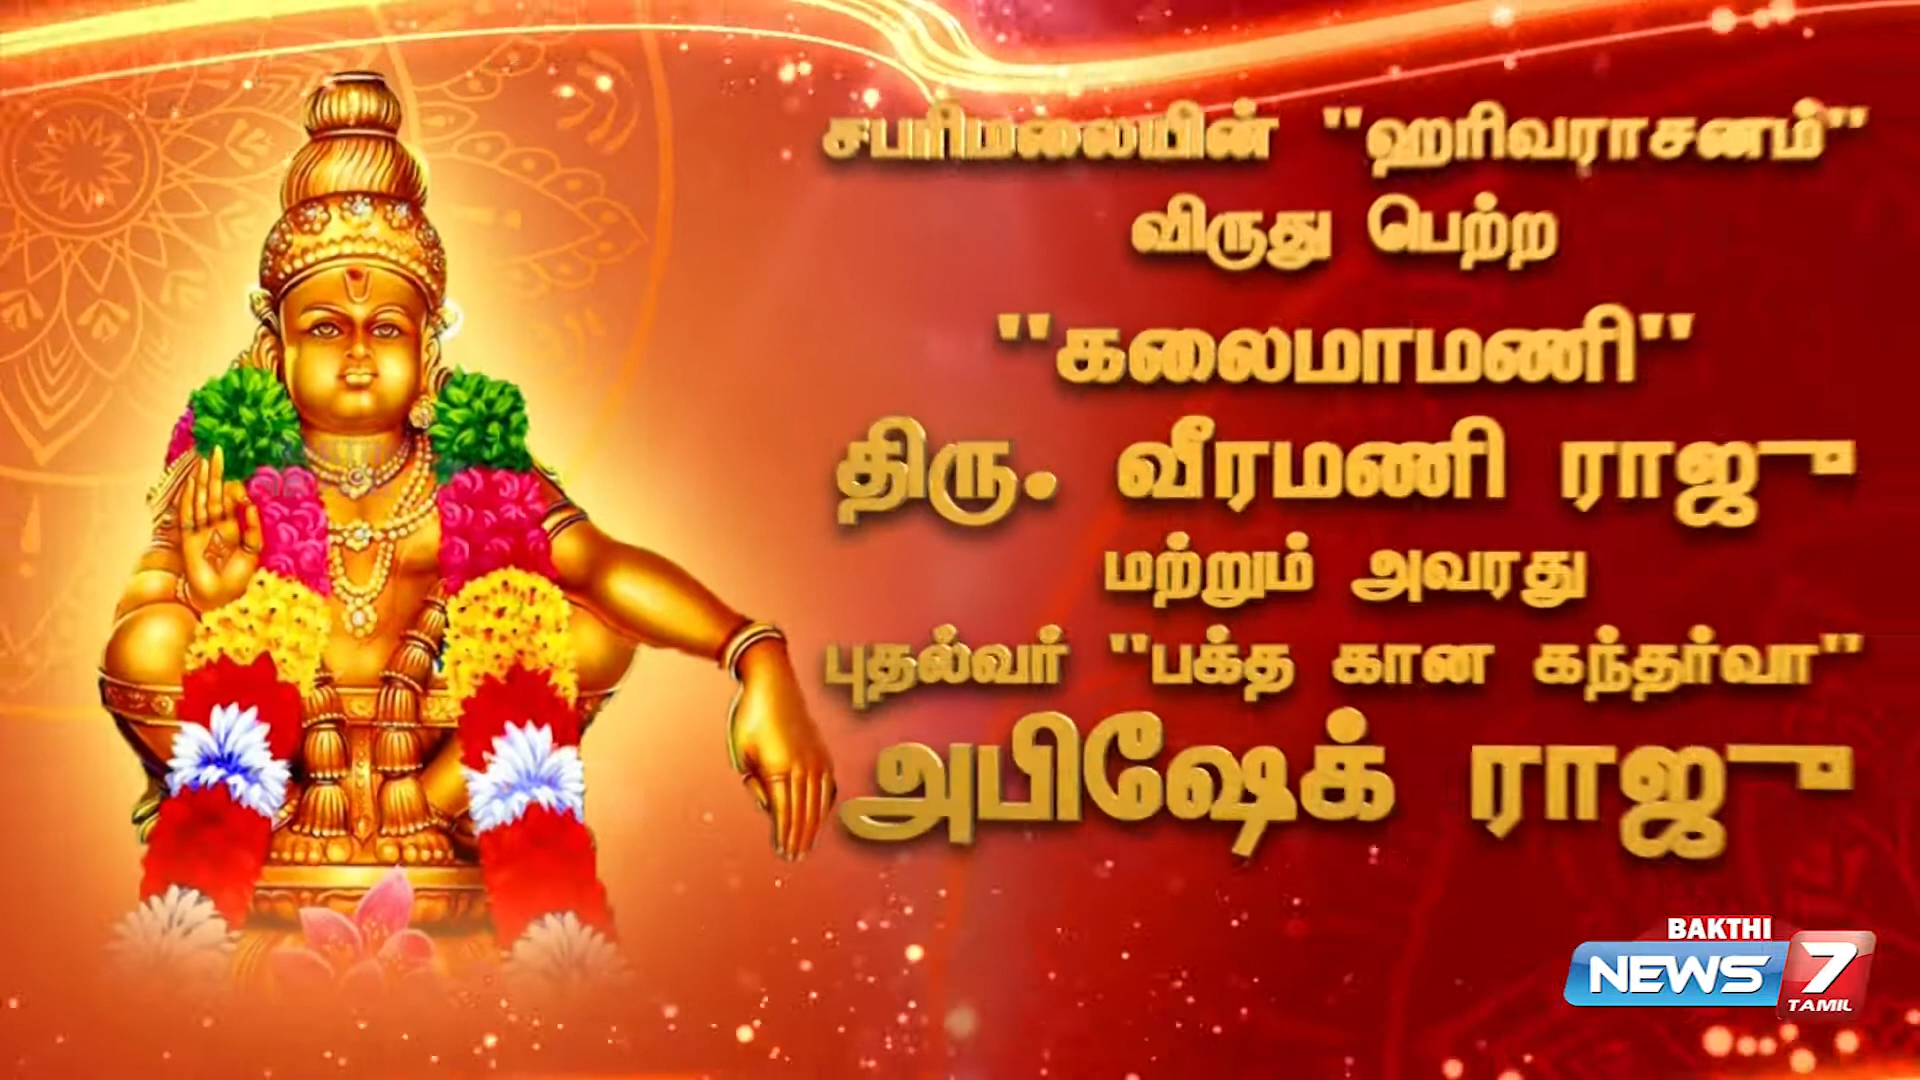 சபரிமலையின் "ஹரிவராசனம்"
விருது பெற்ற
"கலைமாமணி"
திரு. வீரமணி ராஜு
மற்றும் அவரது
புதல்வர் "பக்த கான கந்தர்வா"
அபிஷேக் ராஜு
BAKTHI
NEWS 7
TAMIL